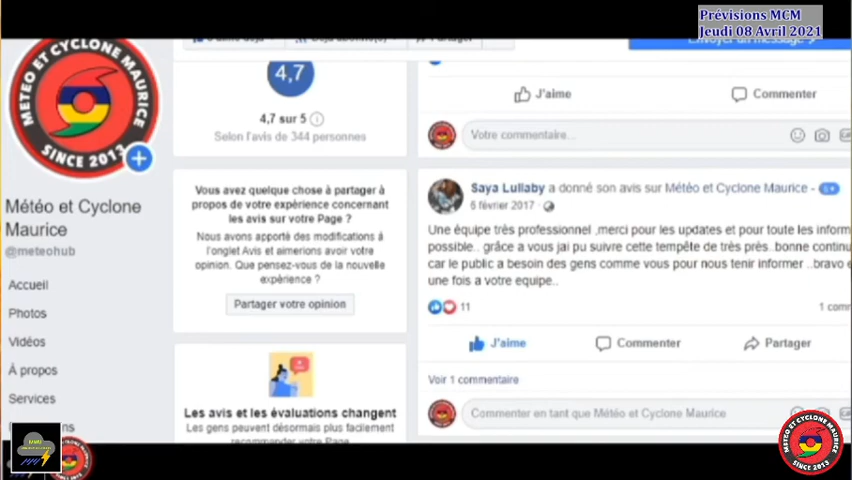 Prévisions MCM
Jeudi 08 Avril 2021
METEO ET CYCLONE MAURICE
SINCE 2013
Météo et Cyclone
Maurice
@meteohub
Accueil
Photos
Vidéos
À propos
Services
4,7
4,7 sur 5
Selon l'avis de 344 personnes
Vous avez quelque chose à partager à
propos de votre expérience concernant
les avis sur votre Page ?
Nous avons apporté des modifications à
l'onglet Avis et aimerions avoir votre
opinion. Que pensez-vous de la nouvelle
expérience ?
Partager votre opinion
Les avis et les évaluations changent
Les gens peuvent désormais plus facilement
recommander votre Page
J'aime
Commenter
Votre commentaire...
Saya Lullaby a donné son avis sur Météo et Cyclone Maurice -
6 février 2017 ·
Une équipe très professionnel ,merci pour les updates et pour toute les inform
possible.. grâce a vous jai pu suivre cette tempête de très près..bonne continu
car le public a besoin des gens comme vous pour nous tenir informer ..bravo e
une fois a votre equipe..
11
1 comm
J'aime
Commenter
Partager
Voir 1 commentaire
Commenter en tant que Météo et Cyclone Maurice
METEO ET CYCLONE MAURICE
SINCE 2013